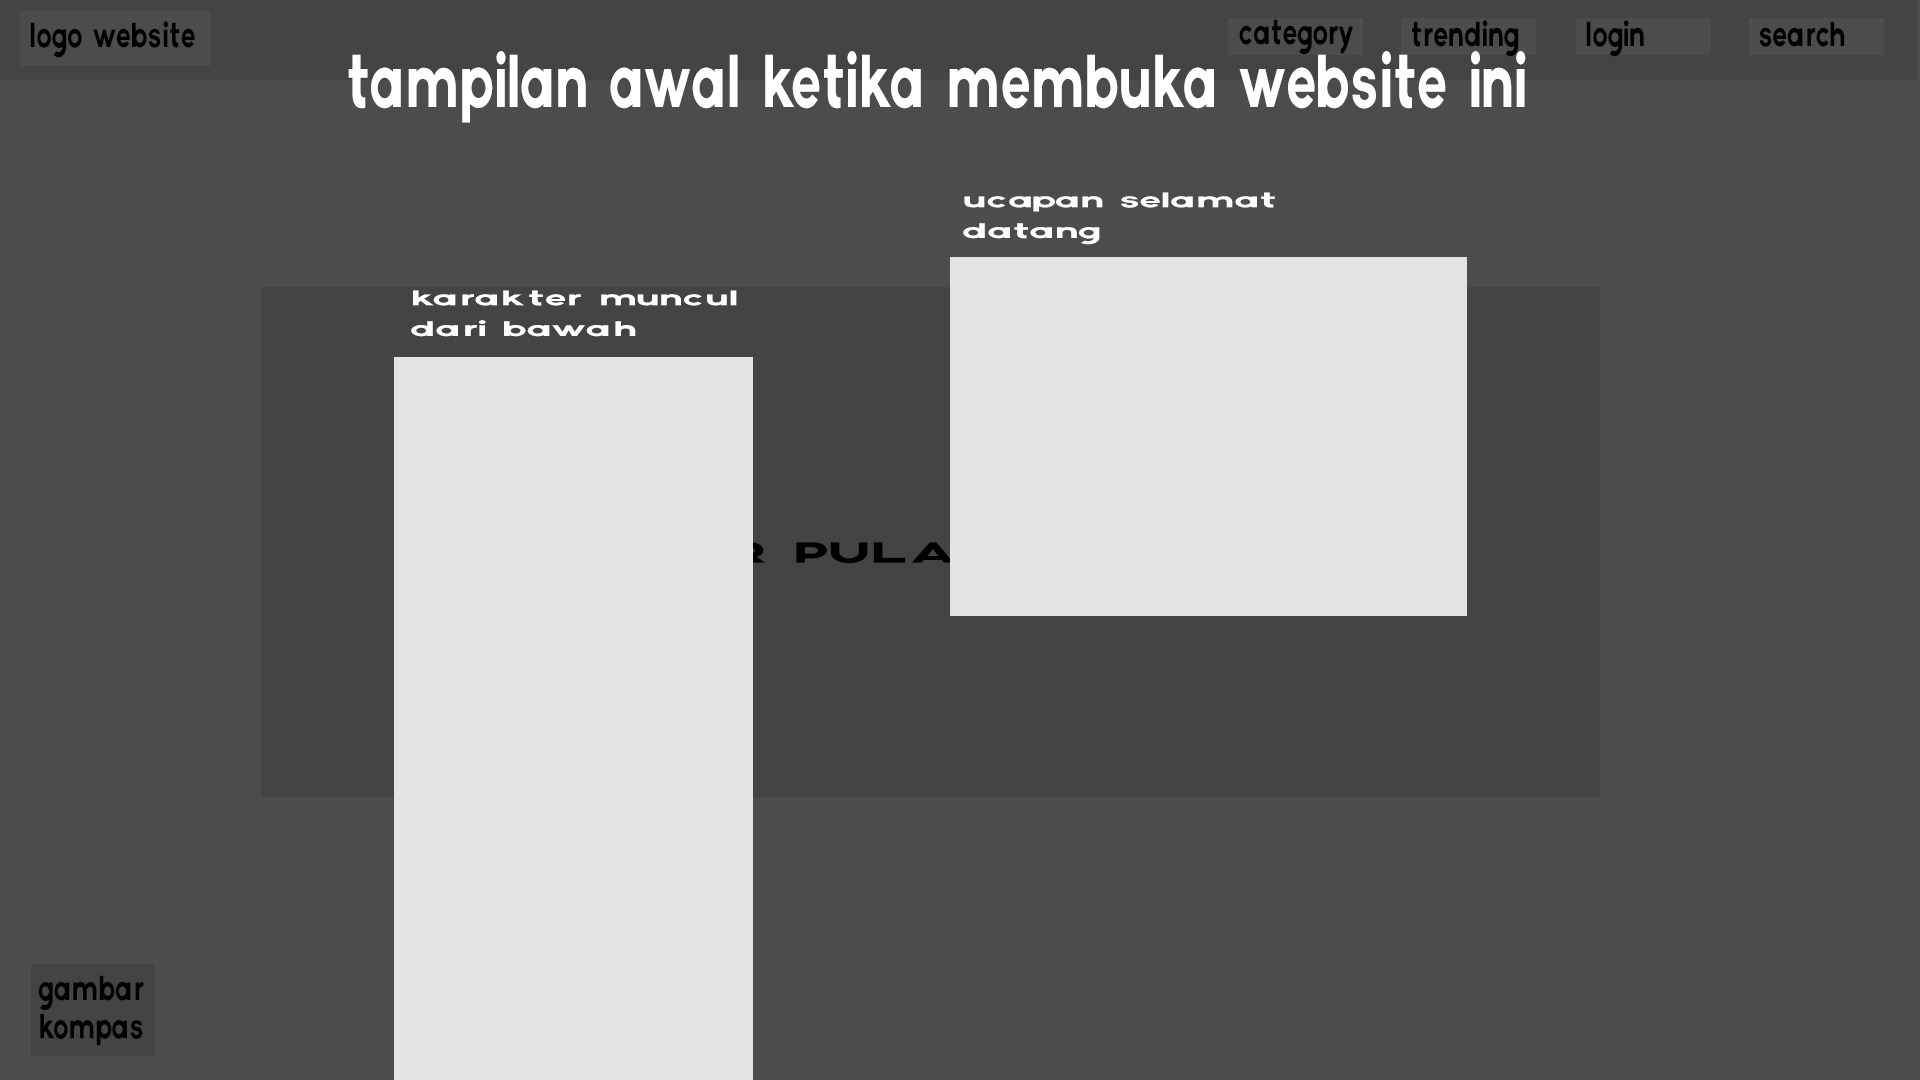 logo website
category
trending
login
search
tampilan awal ketika membuka website ini
ucapan selamat
datang
karakter muncul
dari bawah
gambar
kompas